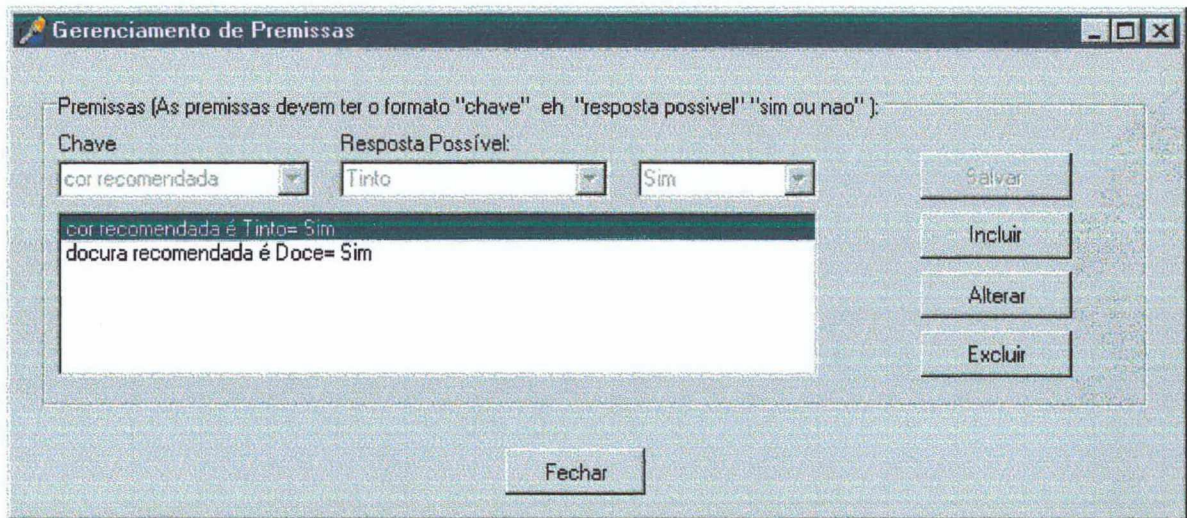 Gerenciamento de Premissas
Premissas (As premissas devem ter o formato "chave" eh "resposta possivel" "sim ou nao" ):
Chave Resposta Possível:
cor recomendada Tinto Sim Salvar
cor recomendada é Tinto= Sim
docura recomendada é Doce= Sim
Incluir
Alterar
Excluir
Fechar